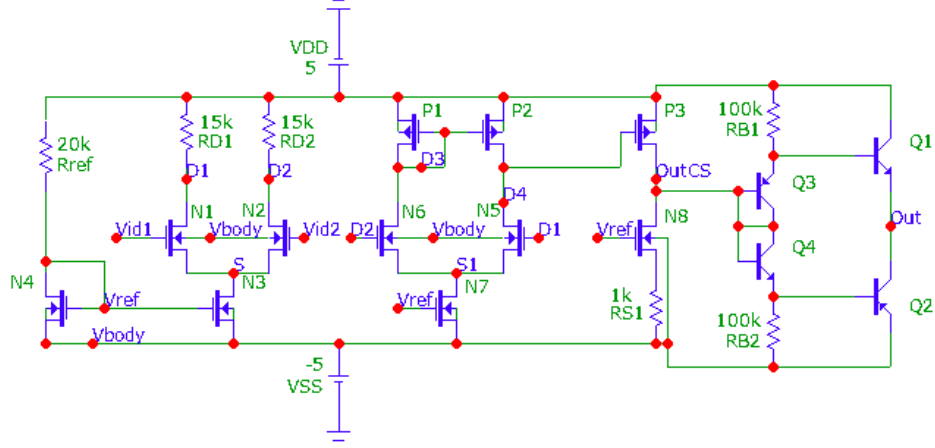 VDD
5
P1
P2
P3
100k
RB1
Q1
20k
Rref
15k
RD1
15k
RD2
D3
D1
D2
OutCS
Q3
D4
N1
N2
N6
N5
N8
Vid1
Vbody
Vid2
D2
Vbody
D1
Vref
Out
Q4
S
S1
N4
N3
N7
Vref
Vref
1k
RS1
100k
RB2
Q2
Vbody
-5
VSS